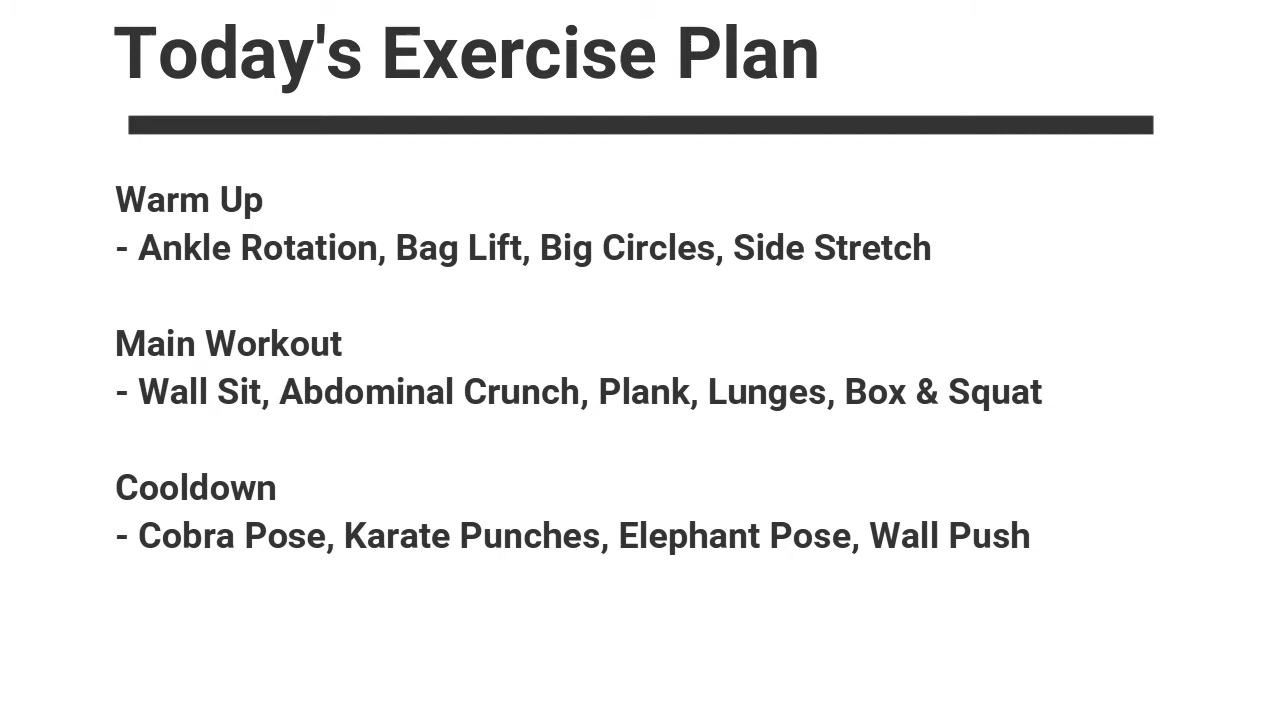 Today's Exercise Plan
Warm Up
- Ankle Rotation, Bag Lift, Big Circles, Side Stretch
Main Workout
- Wall Sit, Abdominal Crunch, Plank, Lunges, Box & Squat
Cooldown
- Cobra Pose, Karate Punches, Elephant Pose, Wall Push